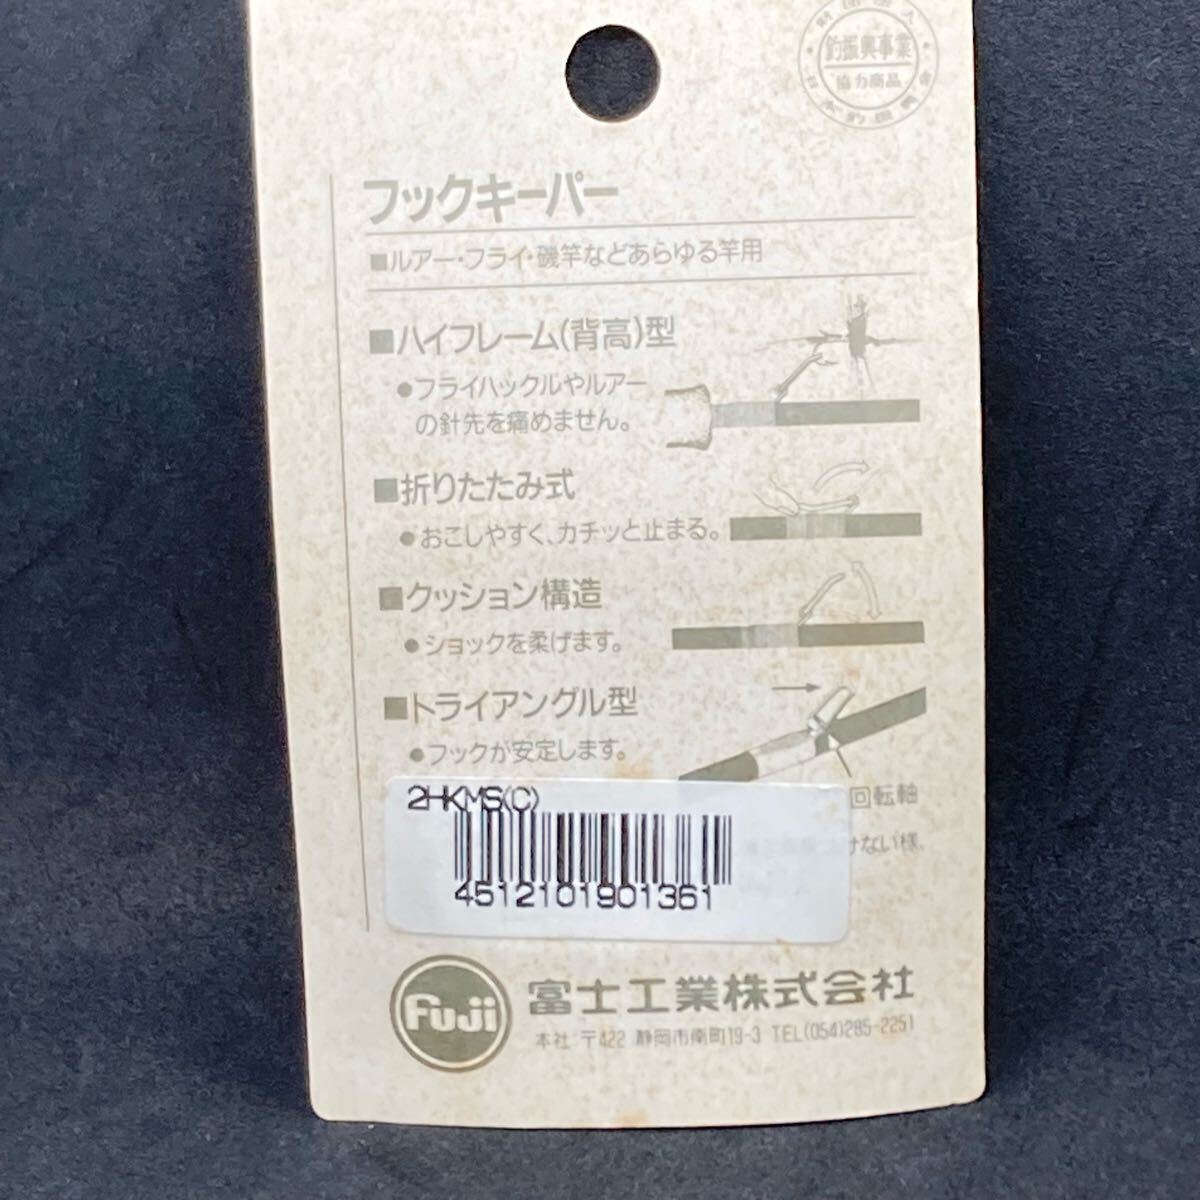 釣振興事業
協力商品
フックキーパー
■ルアー・フライ・磯竿などあらゆる竿用
■ハイフレーム(背高)型
●フライハックルやルアー
の針先を痛めません。
■折りたたみ式
●おこしやすく、カチッと止まる。
■クッション構造
●ショックを柔げます。
■トライアングル型
●フックが安定します。
回転軸
けない様.
2HKMS(C)
4512101901361
Fuji
富士工業株式会社
本社 〒422 静岡市南町19-3 TEL(054)285-2251